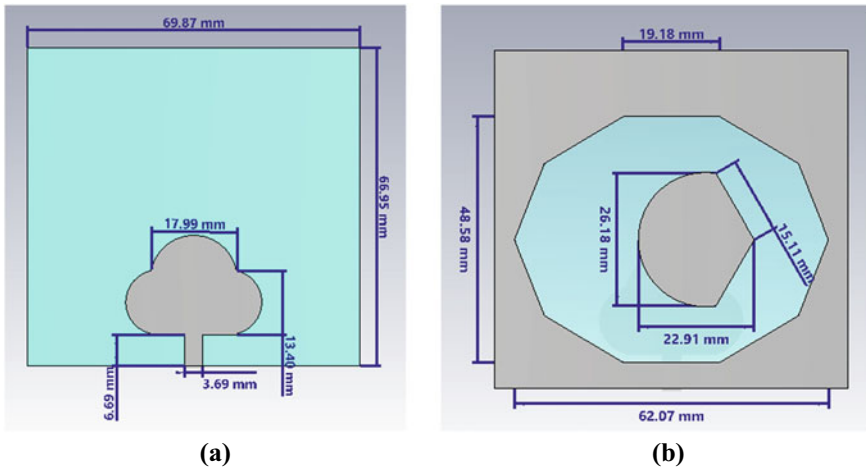 69.87 mm
17.99 mm
66.95 mm
6.69 mm
3.69 mm
13.40 mm
(a)
19.18 mm
48.58 mm
26.18 mm
15.11 mm
22.91 mm
62.07 mm
(b)